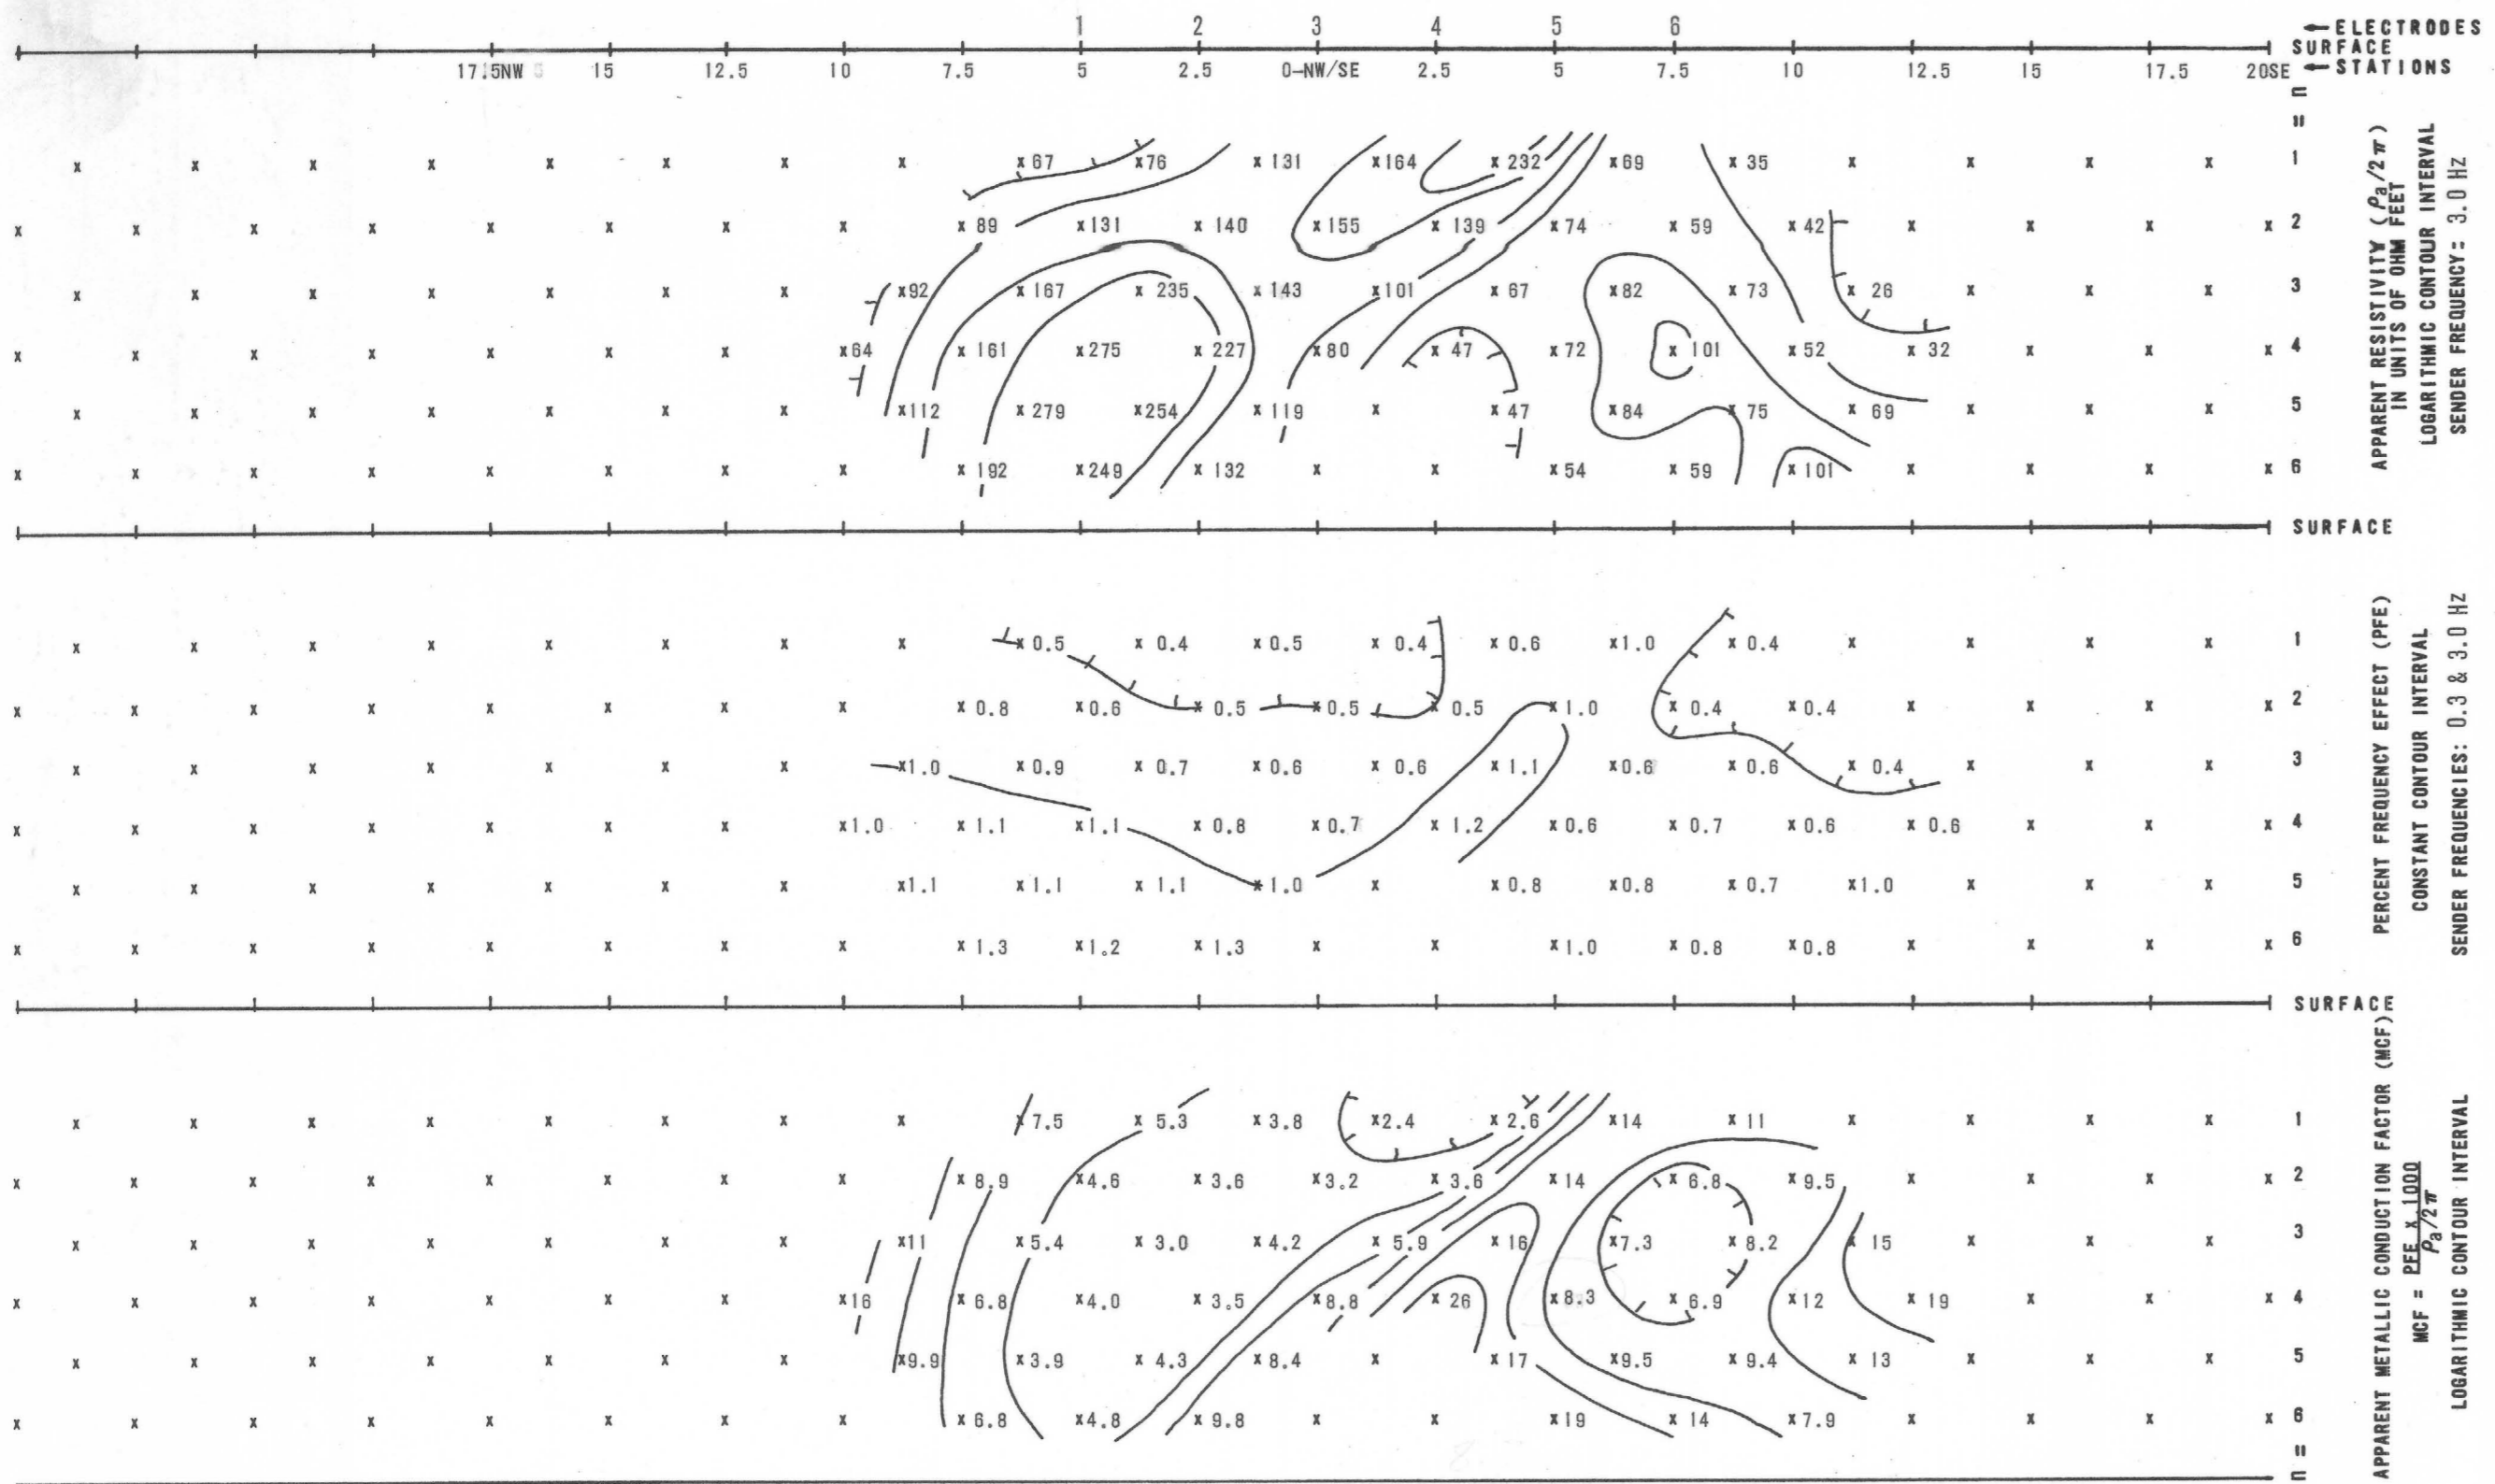 1 2 3 4 5 6 ←ELECTRODES
SURFACE
17.5NW 15 12.5 10 7.5 5 2.5 0-NW/SE 2.5 5 7.5 10 12.5 15 17.5 20SE ←STATIONS
n =
x x x x x x x x x 67 x 76 x 131 x 164 x 232 x 69 x 35 x x x x 1
x x x x x x x x x 89 x 131 x 140 x 155 x 139 x 74 x 59 x 42 x x x x 2
x x x x x x x x 92 x 167 x 235 x 143 x 101 x 67 x 82 x 73 x 26 x x x 3
x x x x x x x x 64 x 161 x 275 x 227 x 80 x 47 x 72 x 101 x 52 x 32 x x x 4
x x x x x x x x 112 x 279 x 254 x 119 x x 47 x 84 x 75 x 69 x x x 5
x x x x x x x x x 192 x 249 x 132 x x x 54 x 59 x 101 x x x x 6
APPARENT RESISTIVITY (ρa/2π)
IN UNITS OF OHM FEET
LOGARITHMIC CONTOUR INTERVAL
SENDER FREQUENCY= 3.0 Hz
SURFACE
x x x x x x x x x 0.5 x 0.4 x 0.5 x 0.4 x 0.6 x 1.0 x 0.4 x x x x 1
x x x x x x x x x 0.8 x 0.6 x 0.5 x 0.5 x 0.5 x 1.0 x 0.4 x 0.4 x x x x 2
x x x x x x x x 1.0 x 0.9 x 0.7 x 0.6 x 0.6 x 1.1 x 0.6 x 0.6 x 0.4 x x x 3
x x x x x x x x 1.0 x 1.1 x 1.1 x 0.8 x 0.7 x 1.2 x 0.6 x 0.7 x 0.6 x 0.6 x x x 4
x x x x x x x x 1.1 x 1.1 x 1.1 x 1.0 x x 0.8 x 0.8 x 0.7 x 1.0 x x x 5
x x x x x x x x x 1.3 x 1.2 x 1.3 x x x 1.0 x 0.8 x 0.8 x x x x 6
PERCENT FREQUENCY EFFECT (PFE)
CONSTANT CONTOUR INTERVAL
SENDER FREQUENCIES: 0.3 & 3.0 Hz
SURFACE
x x x x x x x x x 7.5 x 5.3 x 3.8 x 2.4 x 2.6 x 14 x 11 x x x x 1
x x x x x x x x x 8.9 x 4.6 x 3.6 x 3.2 x 3.6 x 14 x 6.8 x 9.5 x x x x 2
x x x x x x x x 11 x 5.4 x 3.0 x 4.2 x 5.9 x 16 x 7.3 x 8.2 x 15 x x x 3
x x x x x x x x 16 x 6.8 x 4.0 x 3.5 x 8.8 x 26 x 8.3 x 6.9 x 12 x 19 x x x 4
x x x x x x x x 9.9 x 3.9 x 4.3 x 8.4 x x 17 x 9.5 x 9.4 x 13 x x x 5
x x x x x x x x x 6.8 x 4.8 x 9.8 x x x 19 x 14 x 7.9 x x x x 6
n =
APPARENT METALLIC CONDUCTION FACTOR (MCF)
MCF = PFE X 1000
ρa/2π
LOGARITHMIC CONTOUR INTERVAL